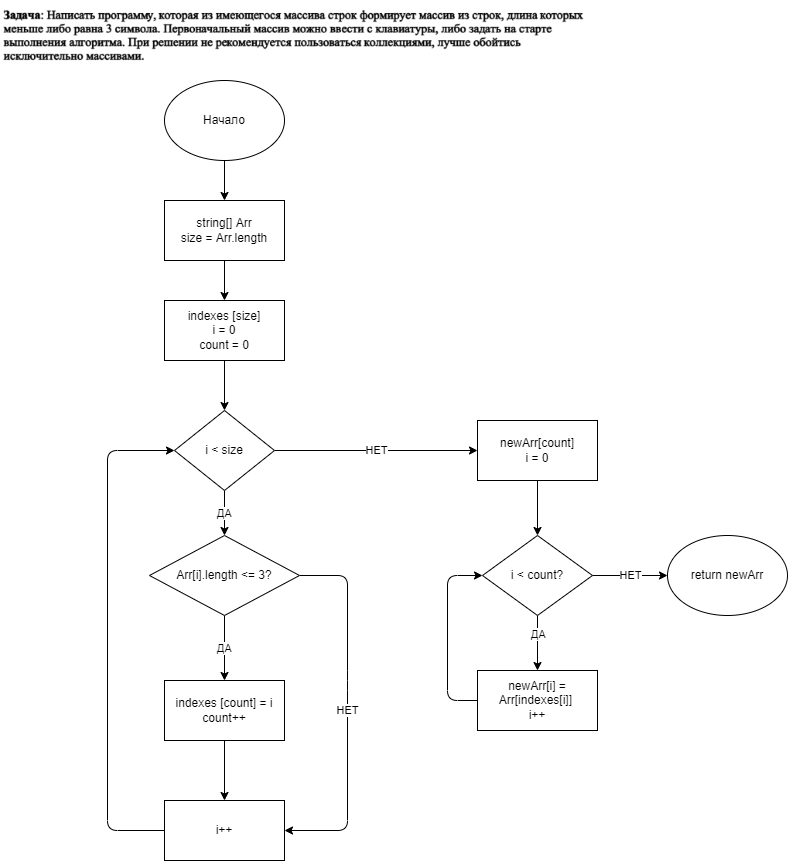 Задача: Написать программу, которая из имеющегося массива строк формирует массив из строк, длина которых
меньше либо равна 3 символа. Первоначальный массив можно ввести с клавиатуры, либо задать на старте
выполнения алгоритма. При решении не рекомендуется пользоваться коллекциями, лучше обойтись
исключительно массивами.
Начало
string[] Arr
size = Arr.length
indexes [size]
i = 0
count = 0
i < size
НЕТ
newArr[count]
i = 0
ДА
Arr[i].length <= 3?
i < count?
НЕТ
return newArr
ДА
ДА
indexes [count] = i
count++
НЕТ
newArr[i] =
Arr[indexes[i]]
i++
i++